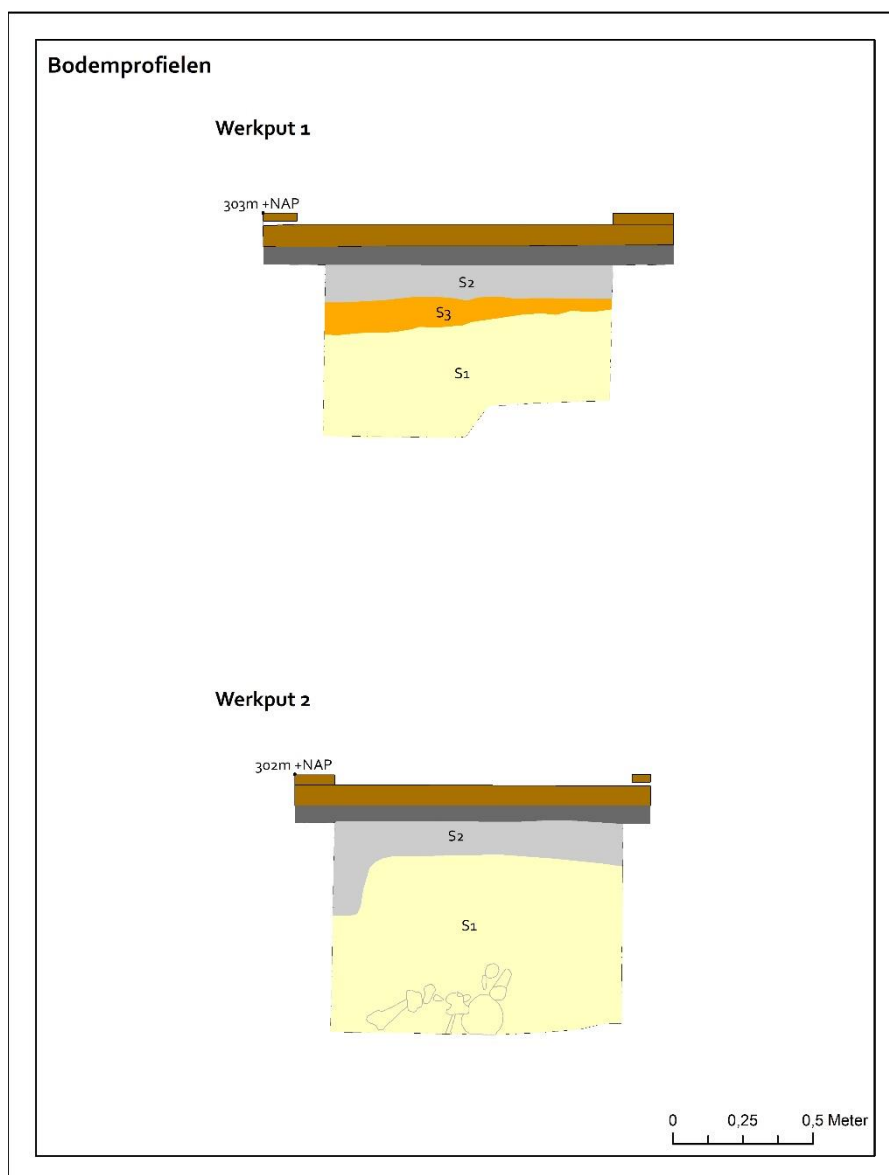 Bodemprofielen
Werkput 1
303m +NAP
S2
S3
S1
Werkput 2
302m +NAP
S2
S1
0 0,25 0,5 Meter